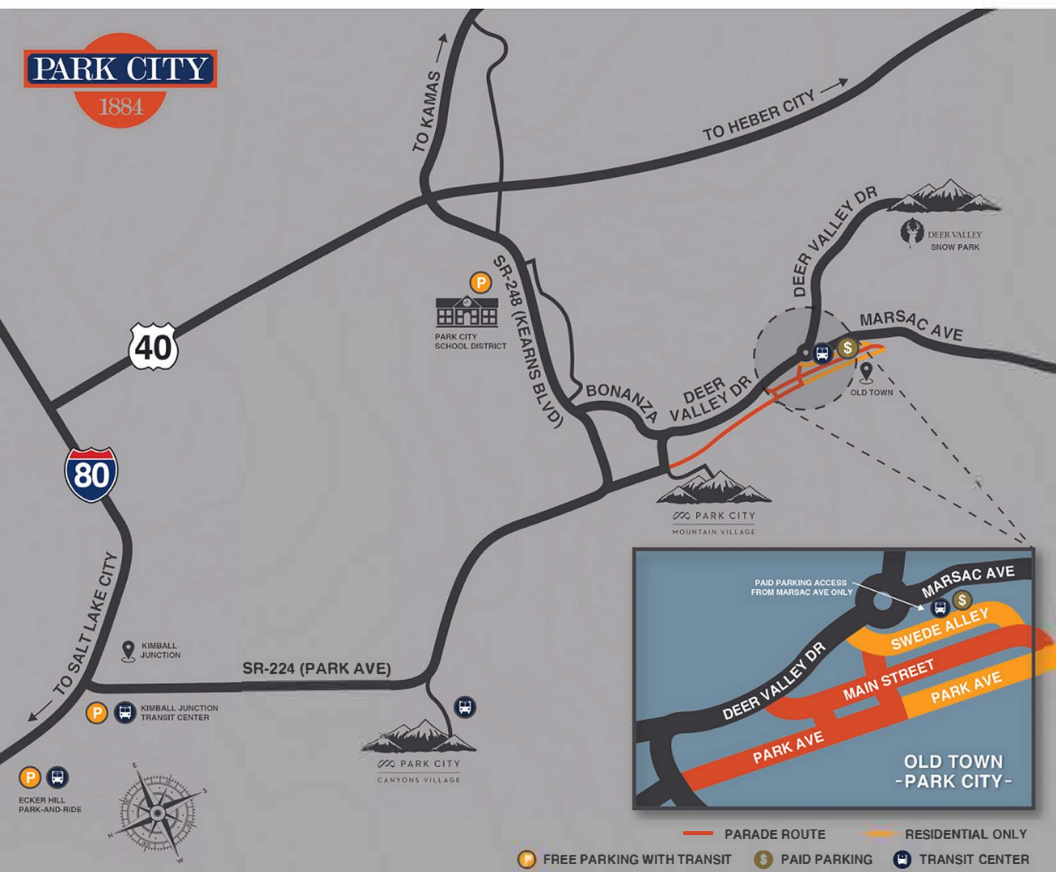 PARK CITY
1884
TO KAMAS
TO HEBER CITY
DEER VALLEY DR
DEER VALLEY
SNOW PARK
P
PARK CITY
SCHOOL DISTRICT
SR-248 (KEARNS BLVD)
40
MARSAC AVE
$
OLD TOWN
BONANZA
DEER
VALLEY DR
80
PARK CITY
MOUNTAIN VILLAGE
TO SALT LAKE CITY
KIMBALL
JUNCTION
SR-224 (PARK AVE)
P
KIMBALL JUNCTION
TRANSIT CENTER
PARK CITY
CANYONS VILLAGE
P
ECKER HILL
PARK-AND-RIDE
E
S
N
W
PAID PARKING ACCESS
FROM MARSAC AVE ONLY
MARSAC AVE
$
SWEDE ALLEY
DEER VALLEY DR
MAIN STREET
PARK AVE
PARK AVE
OLD TOWN
-PARK CITY-
PARADE ROUTE
RESIDENTIAL ONLY
P FREE PARKING WITH TRANSIT
$ PAID PARKING
TRANSIT CENTER